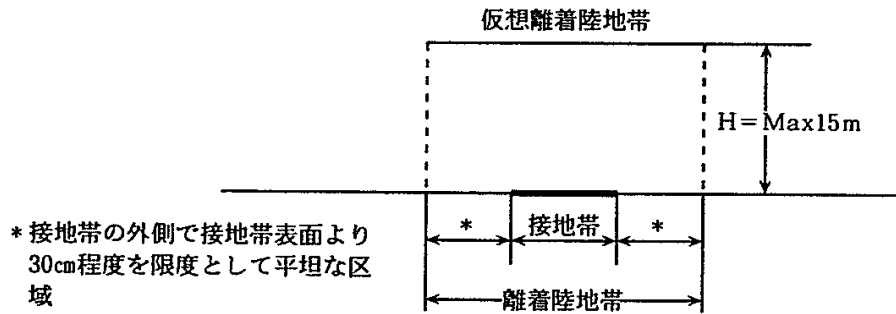 仮想離着陸地帯
H=Max15m
* 接地帯 *
*接地帯の外側で接地帯表面より
30㎝程度を限度として平坦な区
域
離着陸地帯